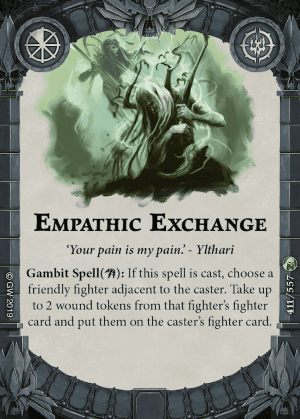 EMPATHIC EXCHANGE
‘Your pain is my pain.’ - Ylthari
Gambit Spell( ): If this spell is cast, choose a
friendly fighter adjacent to the caster. Take up
to 2 wound tokens from that fighter’s fighter
card and put them on the caster’s fighter card.
©GW 2019
411/557